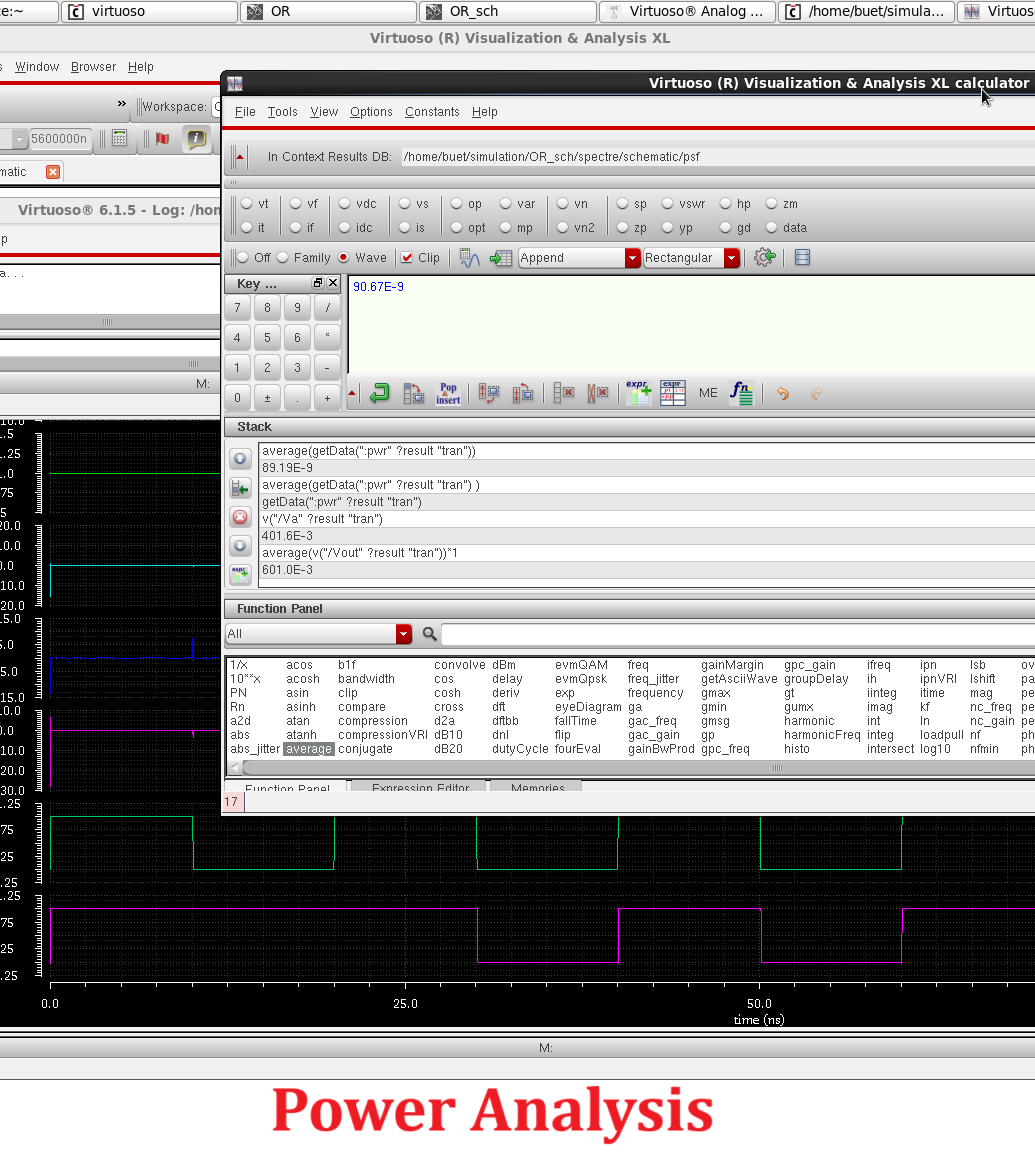 ce:~ virtuoso OR OR_sch Virtuoso® Analog ... /home/buet/simula... Virtuos
Virtuoso (R) Visualization & Analysis XL
s Window Browser Help
Virtuoso (R) Visualization & Analysis XL calculator
File Tools View Options Constants Help
» Workspace:
5600000n
In Context Results DB: /home/buet/simulation/OR_sch/spectre/schematic/psf
matic
vt vf vdc vs op var vn sp vswr hp zm
Virtuoso® 6.1.5 - Log: /hon
it if idc is opt mp vn2 zp yp gd data
p
Off Family Wave Clip Append Rectangular
a...
Key ...
90.67E-9
7 8 9 /
4 5 6 *
1 2 3 -
M:
0 ± . +
Pop insert expr expr ME fn
Stack
average(getData(":pwr" ?result "tran"))
89.19E-9
average(getData(":pwr" ?result "tran") )
getData(":pwr" ?result "tran")
v("/Va" ?result "tran")
401.6E-3
average(v("/Vout" ?result "tran"))*1
601.0E-3
Function Panel
All
1/x acos b1f convolve dBm evmQAM freq gainMargin gpc_gain ifreq ipn lsb ov
10**x acosh bandwidth cos delay evmQpsk freq_jitter getAsciiWave groupDelay ih ipnVRI lshift pa
PN asin clip cosh deriv exp frequency gmax gt iinteg itime mag pe
Rn asinh compare cross dft eyeDiagram ga gmin gumx imag kf nc_freq pe
a2d atan compression d2a dftbb fallTime gac_freq gmsg harmonic int ln nc_gain pe
abs atanh compressionVRI dB10 dnl flip gac_gain gp harmonicFreq integ loadpull nf ph
abs_jitter average conjugate dB20 dutyCycle fourEval gainBwProd gpc_freq histo intersect log10 nfmin ph
Function Panel Expression Editor Memories
17
10.0
.5
.25
.0
75
5
20.0
10.0
0.0
10.0
20.0
15.0
5.0
5.0
15.0
10.0
0.0
10.0
20.0
30.0
1.25
75
25
.25
1.25
75
25
.25
0.0 25.0 50.0
time (ns)
M:
Power Analysis